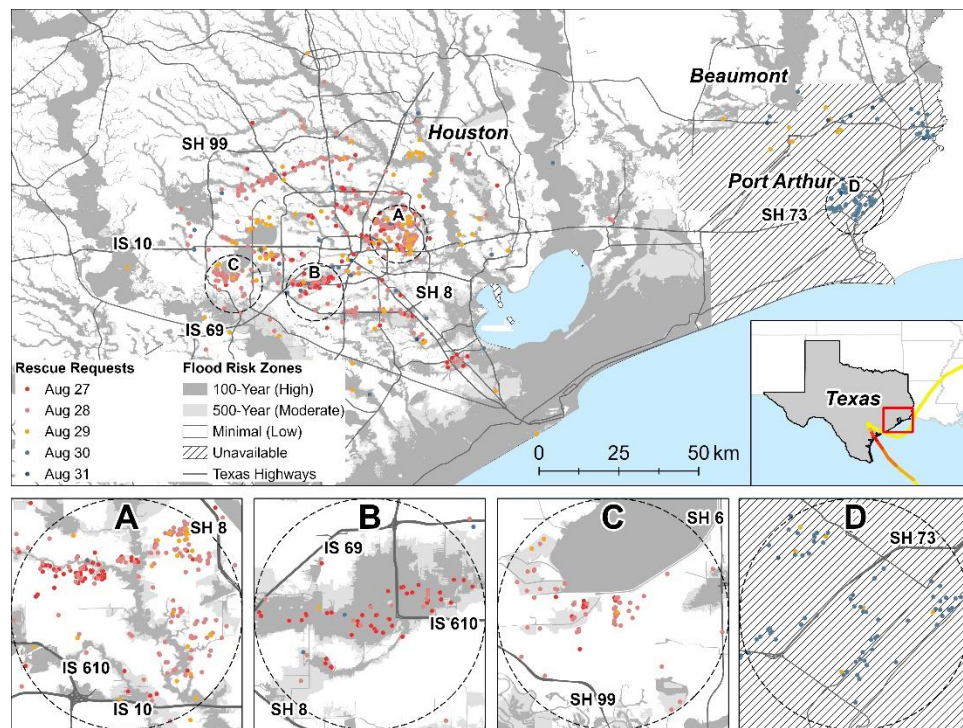 Beaumont
Houston
SH 99
Port Arthur
D
SH 73
A
IS 10
C
B
SH 8
IS 69
Rescue Requests
Aug 27
Aug 28
Aug 29
Aug 30
Aug 31
Flood Risk Zones
100-Year (High)
500-Year (Moderate)
Minimal (Low)
Unavailable
Texas Highways
0 25 50 km
Texas
A
SH 8
IS 610
IS 10
B
IS 69
IS 610
SH 8
C
SH 6
SH 99
D
SH 73